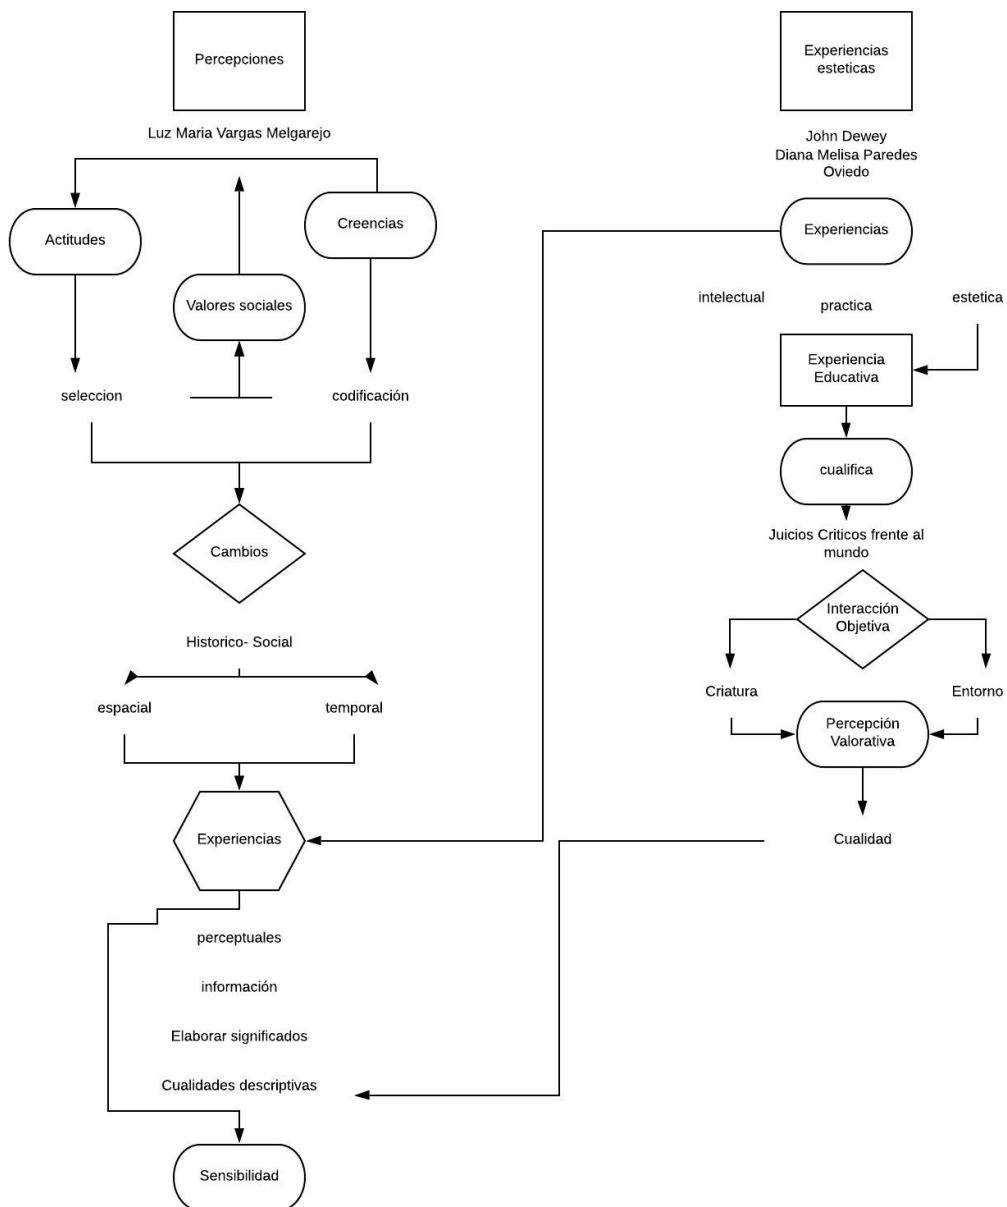 Percepciones
Luz Maria Vargas Melgarejo
Actitudes
Valores sociales
Creencias
seleccion
codificación
Cambios
Historico- Social
espacial
temporal
Experiencias
perceptuales
información
Elaborar significados
Cualidades descriptivas
Sensibilidad
Experiencias
esteticas
John Dewey
Diana Melisa Paredes
Oviedo
Experiencias
intelectual
practica
estetica
Experiencia
Educativa
cualifica
Juicios Criticos frente al
mundo
Interacción
Objetiva
Criatura
Entorno
Percepción
Valorativa
Cualidad